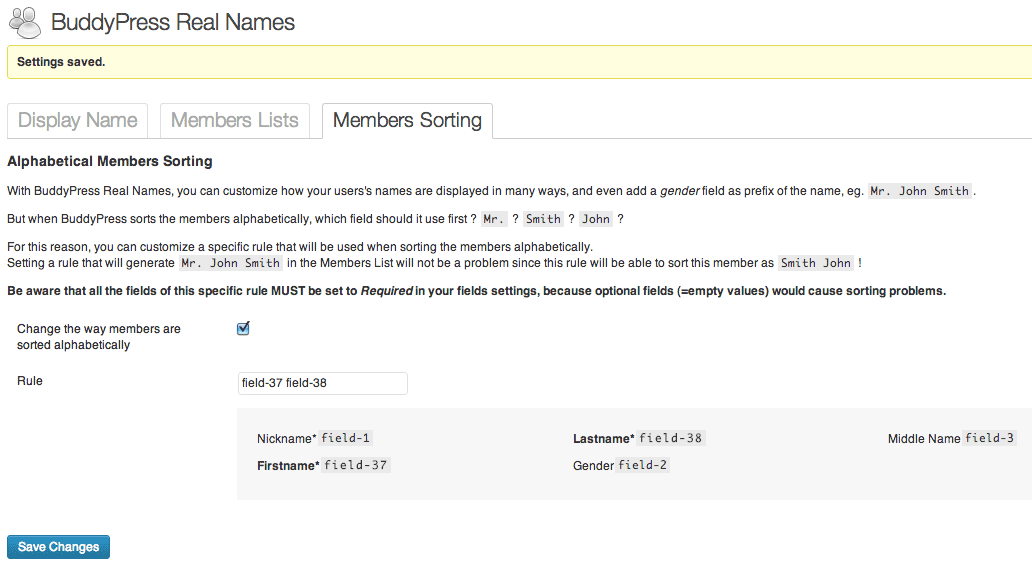 BuddyPress Real Names
Settings saved.
Display Name Members Lists Members Sorting
Alphabetical Members Sorting
With BuddyPress Real Names, you can customize how your users's names are displayed in many ways, and even add a gender field as prefix of the name, eg. Mr. John Smith .
But when BuddyPress sorts the members alphabetically, which field should it use first ? Mr. ? Smith ? John ?
For this reason, you can customize a specific rule that will be used when sorting the members alphabetically.
Setting a rule that will generate Mr. John Smith in the Members List will not be a problem since this rule will be able to sort this member as Smith John !
Be aware that all the fields of this specific rule MUST be set to Required in your fields settings, because optional fields (=empty values) would cause sorting problems.
Change the way members are
sorted alphabetically
Rule field-37 field-38
Nickname* field-1 Lastname* field-38 Middle Name field-3
Firstname* field-37 Gender field-2
Save Changes